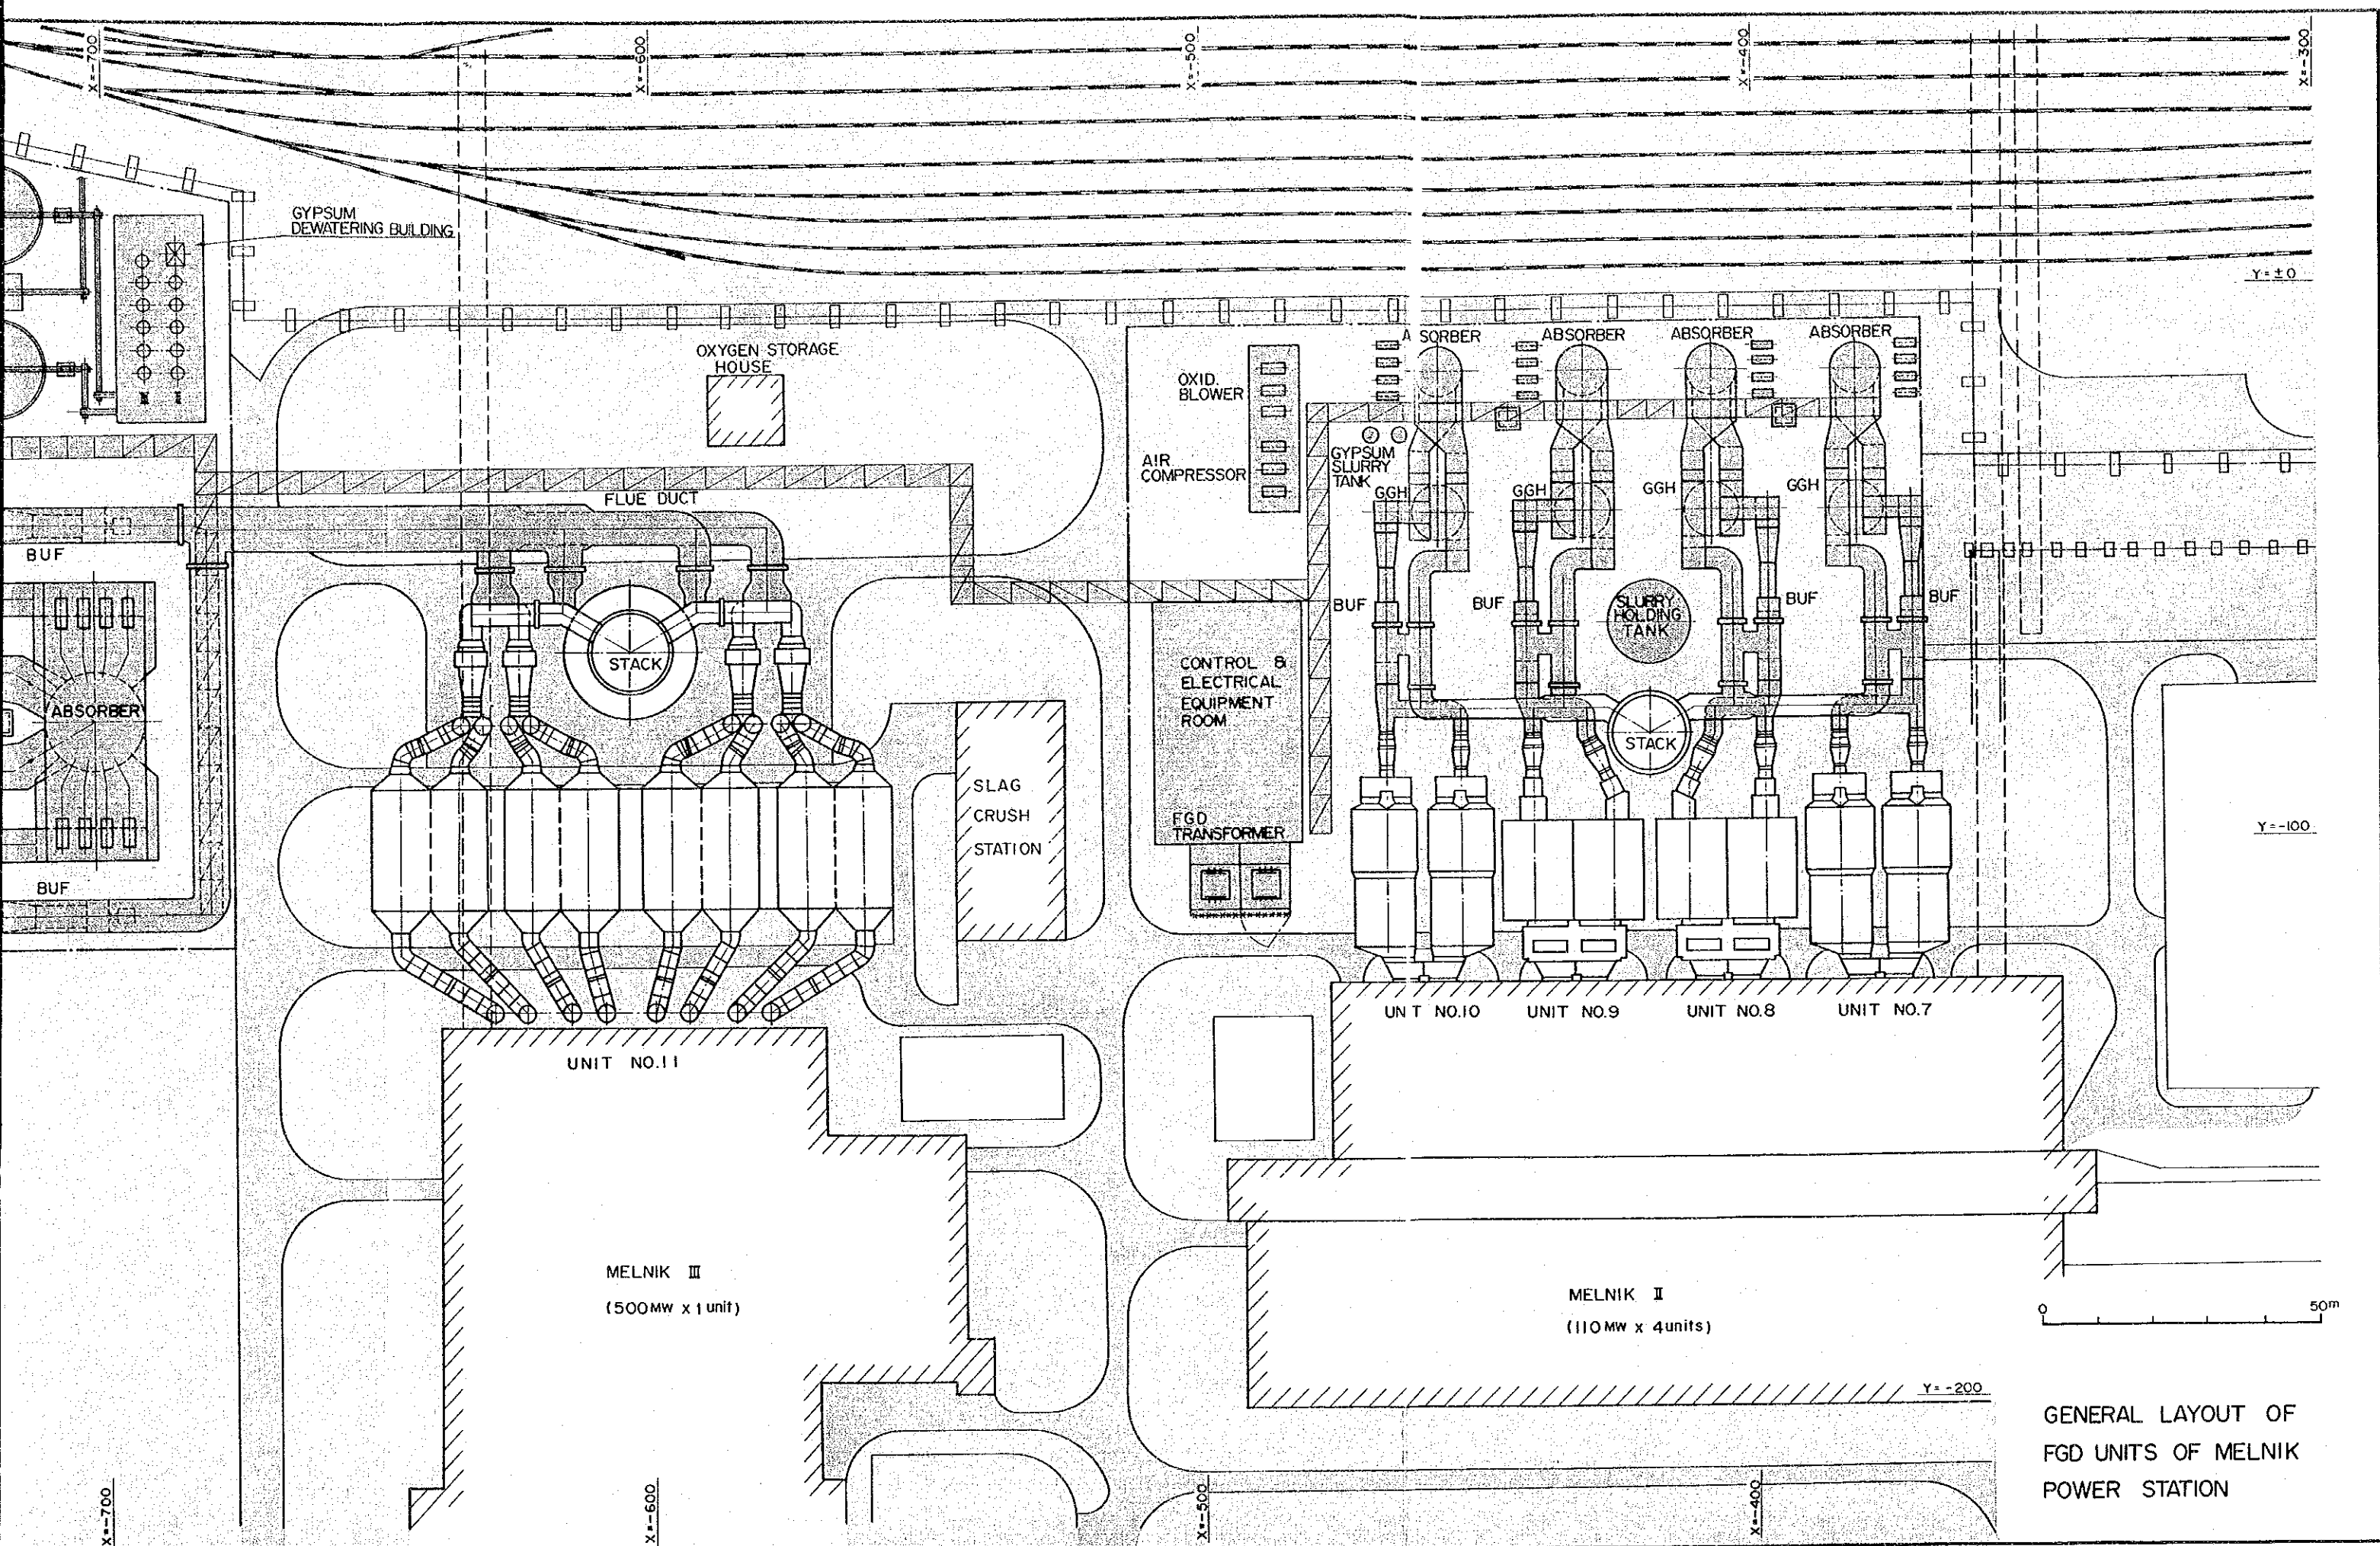 X=-700
X=-600
X=-500
X=-400
X=-300
GYPSUM
DEWATERING BUILDING
Y=±0
OXYGEN STORAGE
HOUSE
OXID.
BLOWER
AIR
COMPRESSOR
A SORBER
ABSORBER
ABSORBER
ABSORBER
GYPSUM
SLURRY
TANK
GGH
GGH
GGH
GGH
FLUE DUCT
BUF
BUF
BUF
BUF
BUF
SLURRY
HOLDING
TANK
STACK
CONTROL &
ELECTRICAL
EQUIPMENT
ROOM
ABSORBER
STACK
SLAG
CRUSH
STATION
FGD
TRANSFORMER
Y=-100
BUF
UNIT NO.11
UN T NO.10
UNIT NO.9
UNIT NO.8
UNIT NO.7
MELNIK III
(500MW x 1 unit)
MELNIK II
(110MW x 4units)
0
50m
Y=-200
GENERAL LAYOUT OF
FGD UNITS OF MELNIK
POWER STATION
X=-700
X=-600
X=-500
X=-400